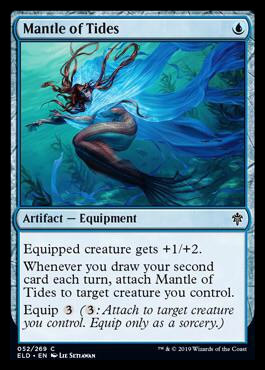 Mantle of Tides
Artifact — Equipment
Equipped creature gets +1/+2.
Whenever you draw your second
card each turn, attach Mantle of
Tides to target creature you control.
Equip 3 (3: Attach to target creature
you control. Equip only as a sorcery.)
052/269 C
ELD • EN Lie Setiawan
™ & © 2019 Wizards of the Coast